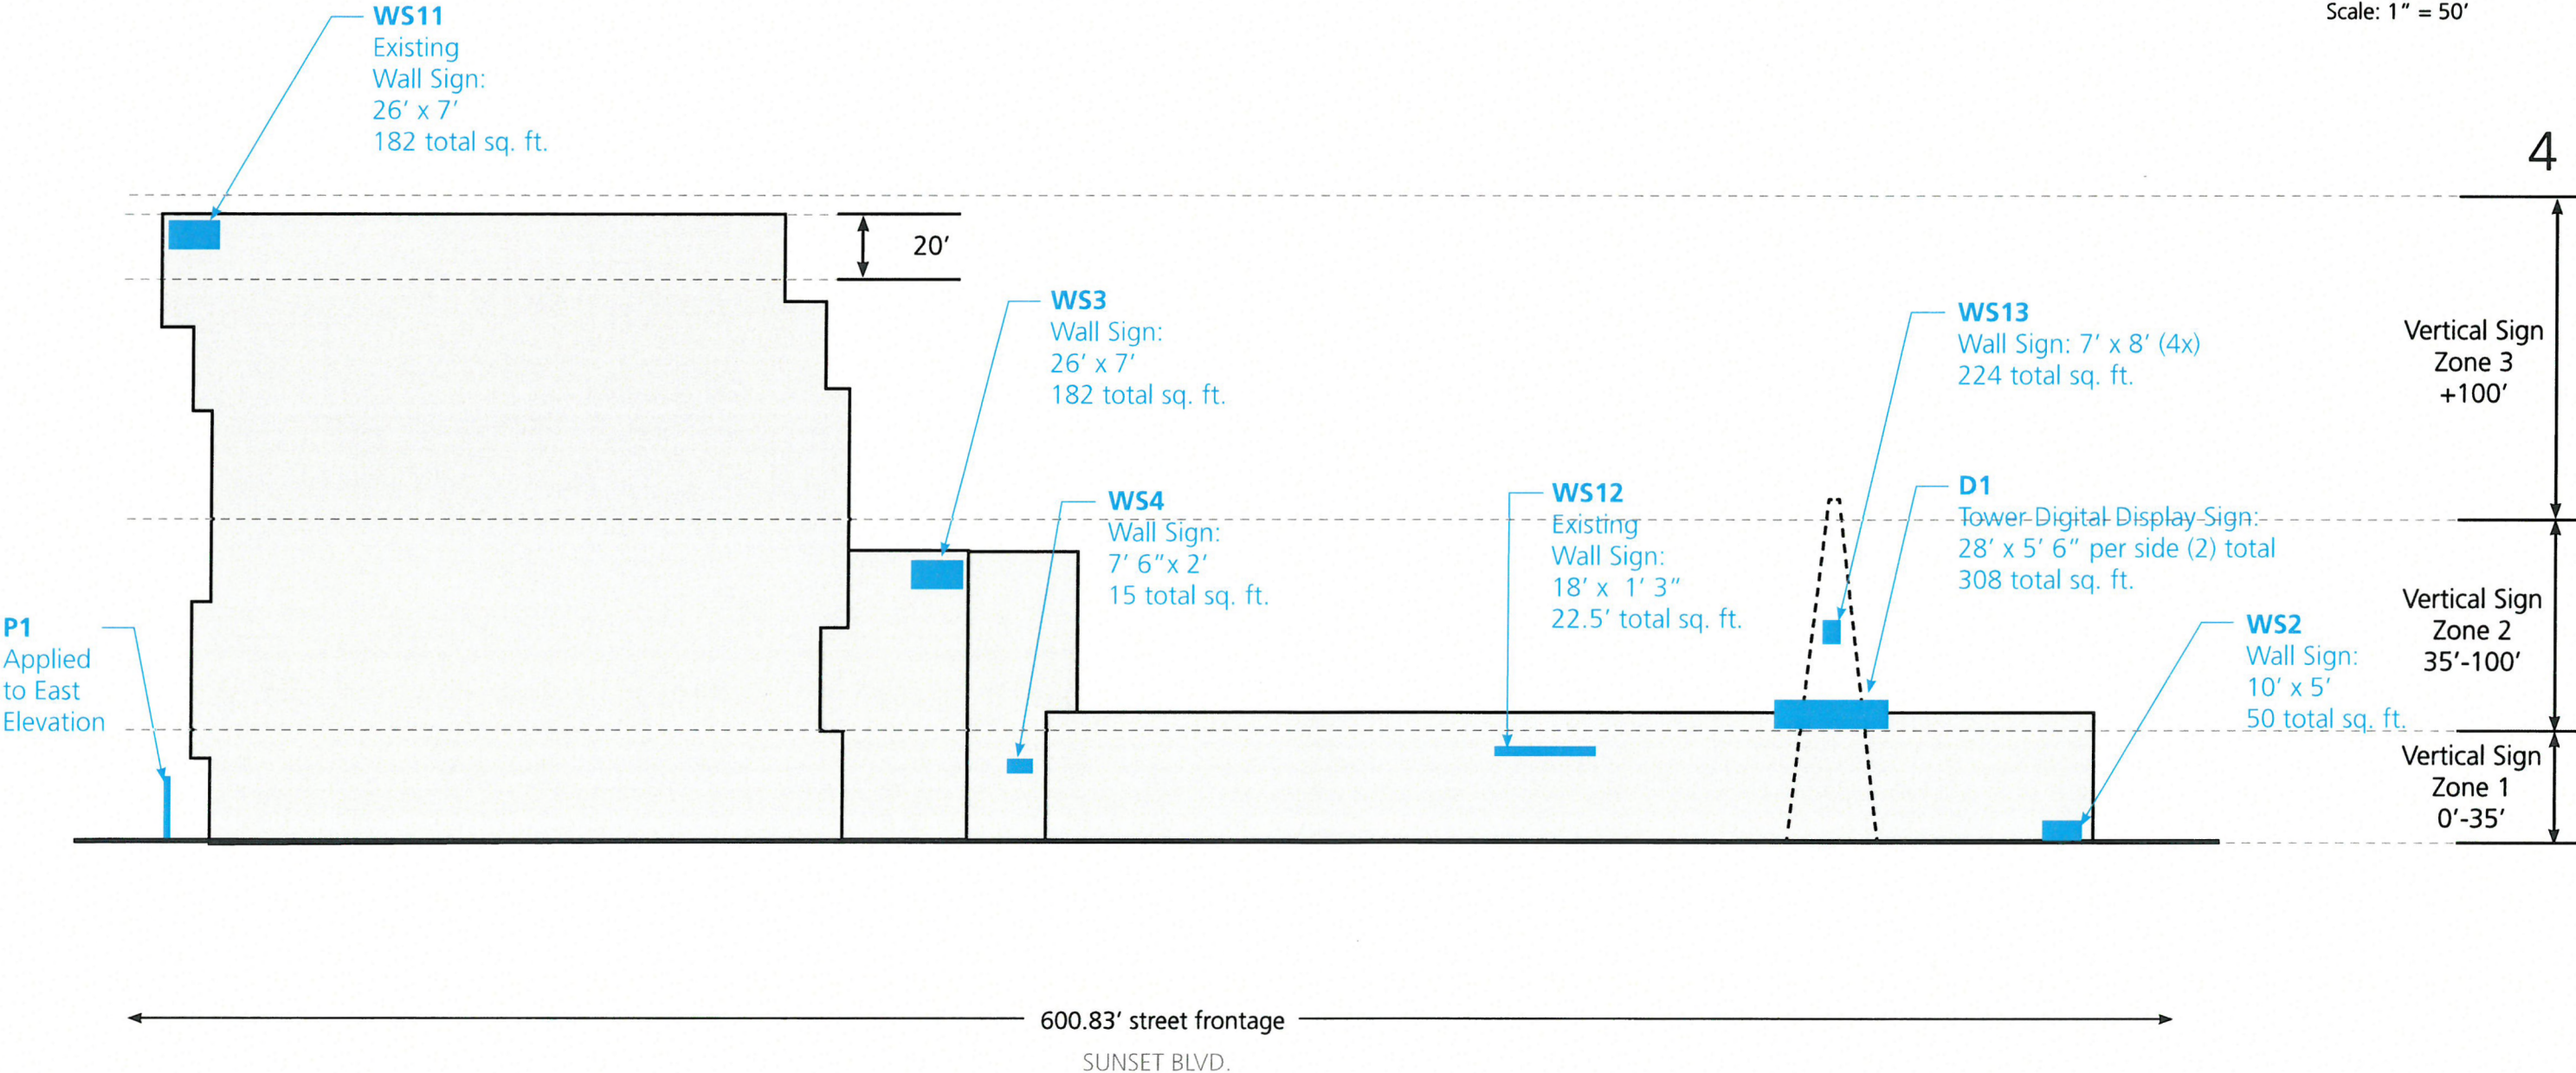 Scale: 1” = 50’
WS11
Existing
Wall Sign:
26’ x 7’
182 total sq. ft.
4
20’
WS3
Wall Sign:
26’ x 7’
182 total sq. ft.
WS4
Wall Sign:
7’ 6”x 2’
15 total sq. ft.
WS12
Existing
Wall Sign:
18’ x 1’ 3”
22.5’ total sq. ft.
WS13
Wall Sign: 7’ x 8’ (4x)
224 total sq. ft.
D1
Tower Digital Display Sign:
28’ x 5’ 6” per side (2) total
308 total sq. ft.
WS2
Wall Sign:
10’ x 5’
50 total sq. ft.
P1
Applied
to East
Elevation
Vertical Sign
Zone 3
+100’
Vertical Sign
Zone 2
35’-100’
Vertical Sign
Zone 1
0’-35’
600.83’ street frontage
SUNSET BLVD.